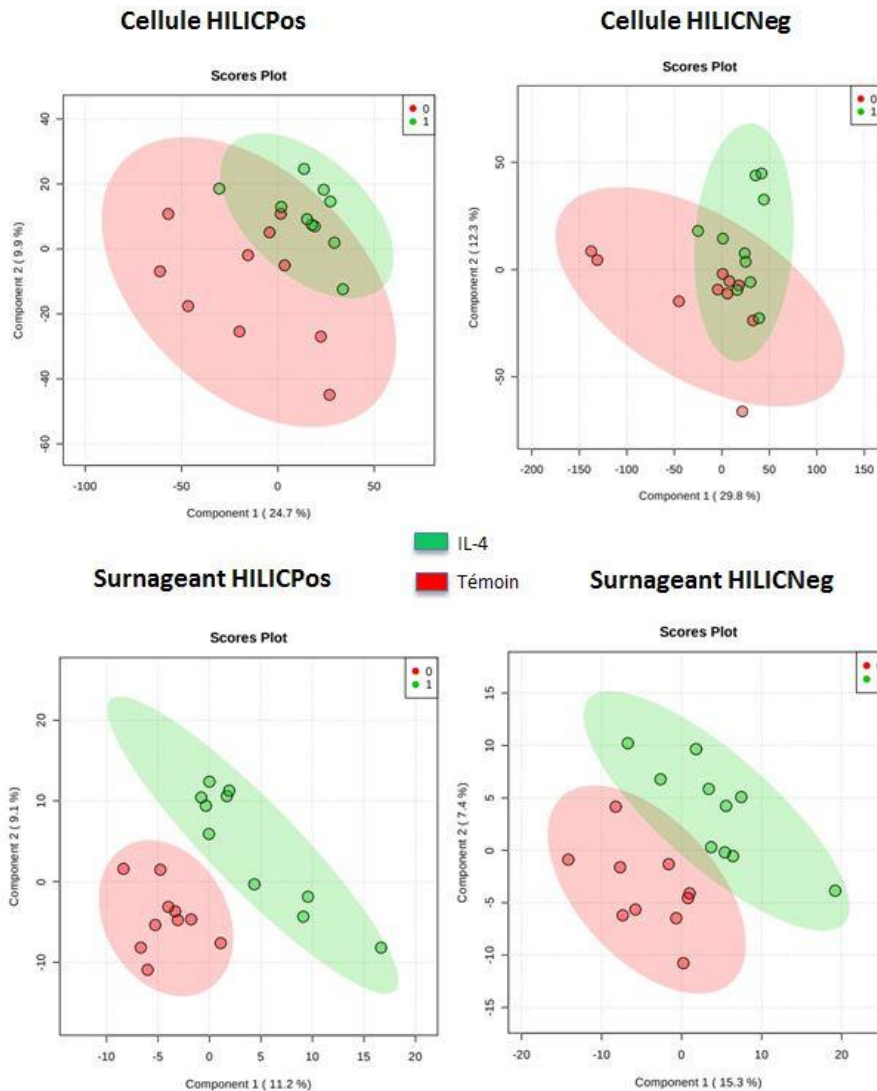 Cellule HILICPos
Cellule HILICNeg
Scores Plot
0
1
Component 2 ( 9.9 %)
40
20
0
-20
-40
-60
-100
-50
0
50
Component 1 ( 24.7 %)
Scores Plot
0
1
Component 2 ( 12.3 %)
50
0
-50
-200
-150
-100
-50
0
50
100
150
Component 1 ( 29.8 %)
IL-4
Témoin
Surnageant HILICPos
Surnageant HILICNeg
Scores Plot
0
1
Component 2 ( 9.1 %)
20
10
0
-10
-10
-5
0
5
10
15
20
Component 1 ( 11.2 %)
Scores Plot
Component 2 ( 7.4 %)
15
10
5
0
-5
-10
-15
-20
-10
0
10
20
Component 1 ( 15.3 %)